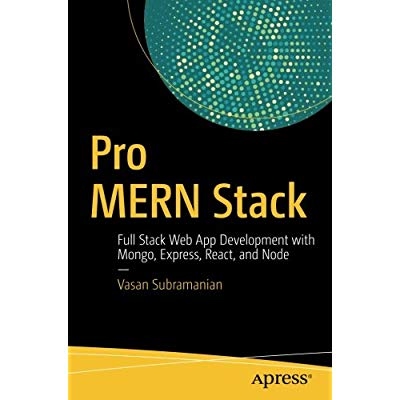 Pro
MERN Stack
Full Stack Web App Development with
Mongo, Express, React, and Node
—
Vasan Subramanian
Apress®